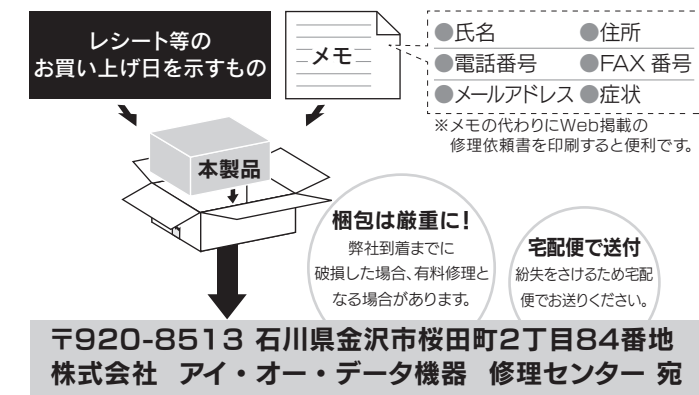 レシート等の
お買い上げ日を示すもの
メモ
●氏名 ●住所
●電話番号 ●FAX 番号
●メールアドレス ●症状
※メモの代わりにWeb掲載の
修理依頼書を印刷すると便利です。
本製品
梱包は厳重に!
弊社到着までに
破損した場合、有料修理と
なる場合があります。
宅配便で送付
紛失をさけるため宅配
便でお送りください。
〒920-8513 石川県金沢市桜田町2丁目84番地
株式会社 アイ・オー・データ機器 修理センター 宛